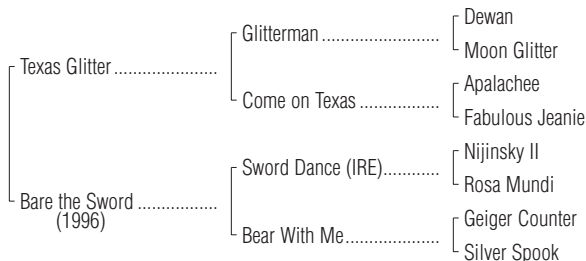 Dewan
Glitterman
Moon Glitter
Texas Glitter
Apalachee
Come on Texas
Fabulous Jeanie
Nijinsky II
Sword Dance (IRE)
Rosa Mundi
Bare the Sword
(1996)
Geiger Counter
Bear With Me
Silver Spook